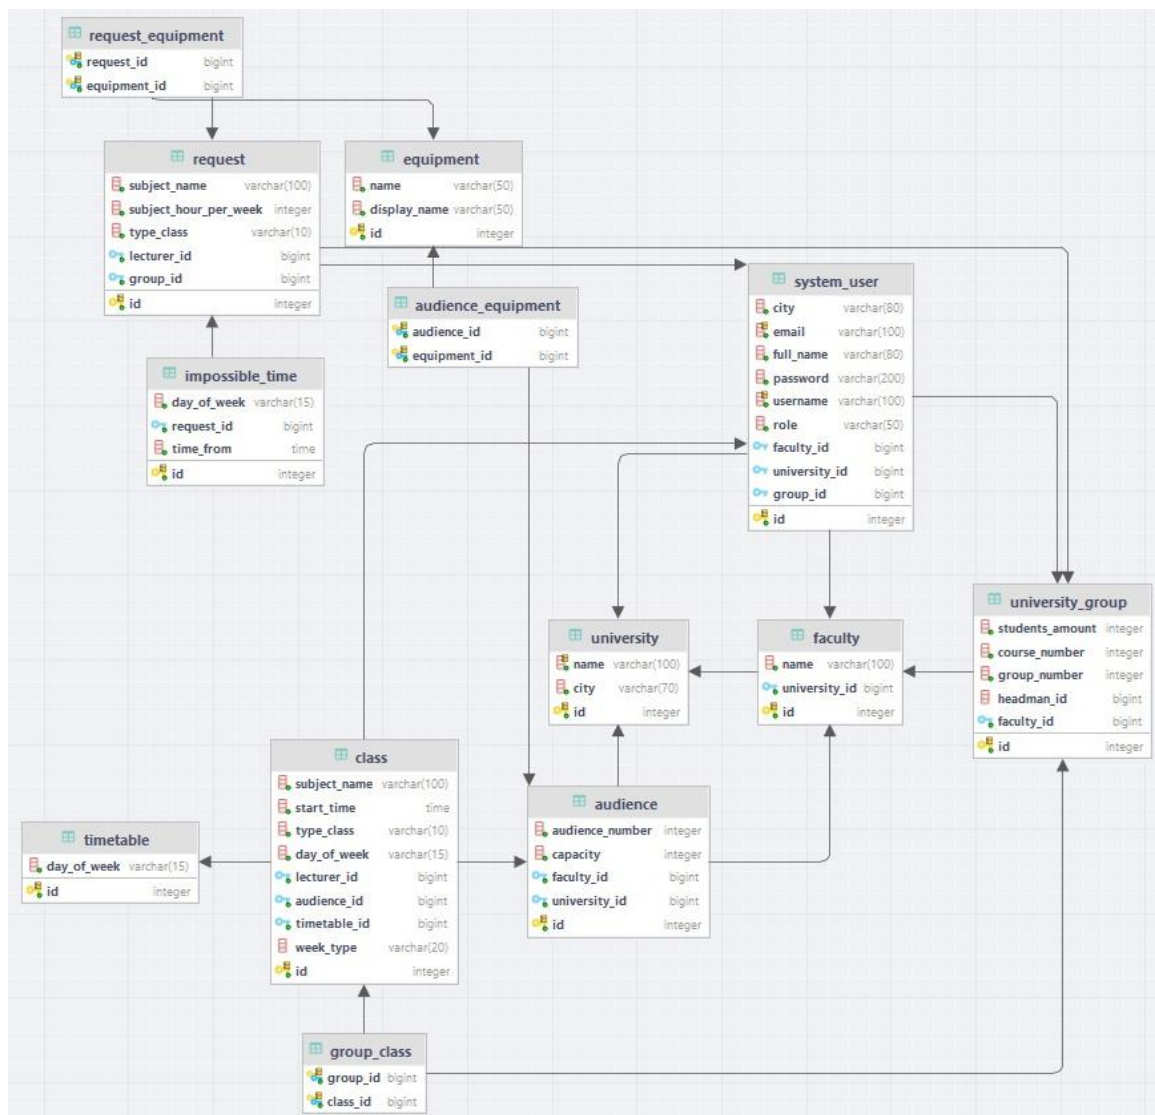 request_equipment
request_id bigint
equipment_id bigint
request
subject_name varchar(100)
subject_hour_per_week integer
type_class varchar(10)
lecturer_id bigint
group_id bigint
id integer
equipment
name varchar(50)
display_name varchar(50)
id integer
audience_equipment
audience_id bigint
equipment_id bigint
system_user
city varchar(80)
email varchar(100)
full_name varchar(80)
password varchar(200)
username varchar(100)
role varchar(50)
faculty_id bigint
university_id bigint
group_id bigint
id integer
impossible_time
day_of_week varchar(15)
request_id bigint
time_from time
id integer
university
name varchar(100)
city varchar(70)
id integer
faculty
name varchar(100)
university_id bigint
id integer
university_group
students_amount integer
course_number integer
group_number integer
headman_id bigint
faculty_id bigint
id integer
class
subject_name varchar(100)
start_time time
type_class varchar(10)
day_of_week varchar(15)
lecturer_id bigint
audience_id bigint
timetable_id bigint
week_type varchar(20)
id integer
audience
audience_number integer
capacity integer
faculty_id bigint
university_id bigint
id integer
timetable
day_of_week varchar(15)
id integer
group_class
group_id bigint
class_id bigint